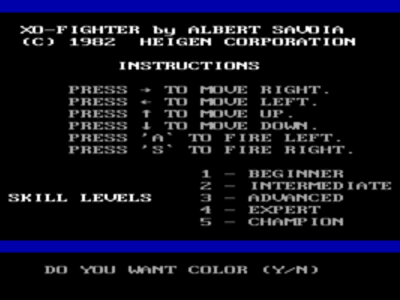 XO-FIGHTER by ALBERT SAVOIA
(C) 1982 HEIGEN CORPORATION
INSTRUCTIONS
PRESS → TO MOVE RIGHT.
PRESS ← TO MOVE LEFT.
PRESS ↑ TO MOVE UP.
PRESS ↓ TO MOVE DOWN.
PRESS 'A` TO FIRE LEFT.
PRESS 'S` TO FIRE RIGHT.
1 - BEGINNER
2 - INTERMEDIATE
SKILL LEVELS 3 - ADVANCED
4 - EXPERT
5 - CHAMPION
DO YOU WANT COLOR (Y/N)